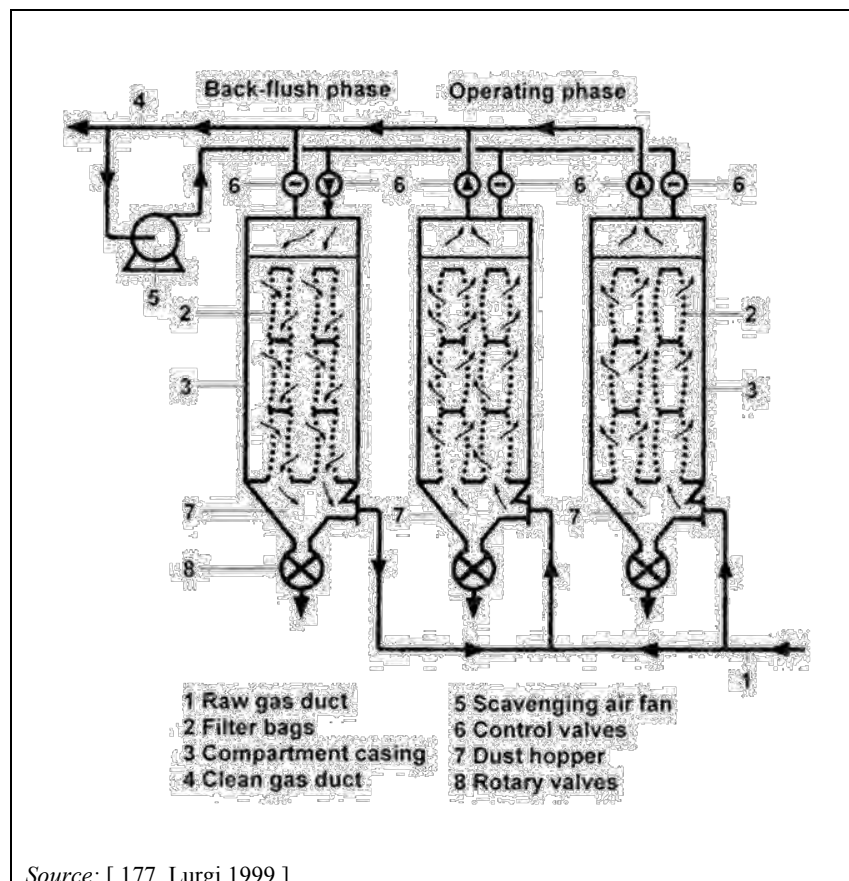 Back-flush phase Operating phase
4
6 6 6 6
5
2 2
3 3
7 7 7
8
1
1 Raw gas duct
2 Filter bags
3 Compartment casing
4 Clean gas duct
5 Scavenging air fan
6 Control valves
7 Dust hopper
8 Rotary valves
Source: [ 177, Lurgi 1999 ]